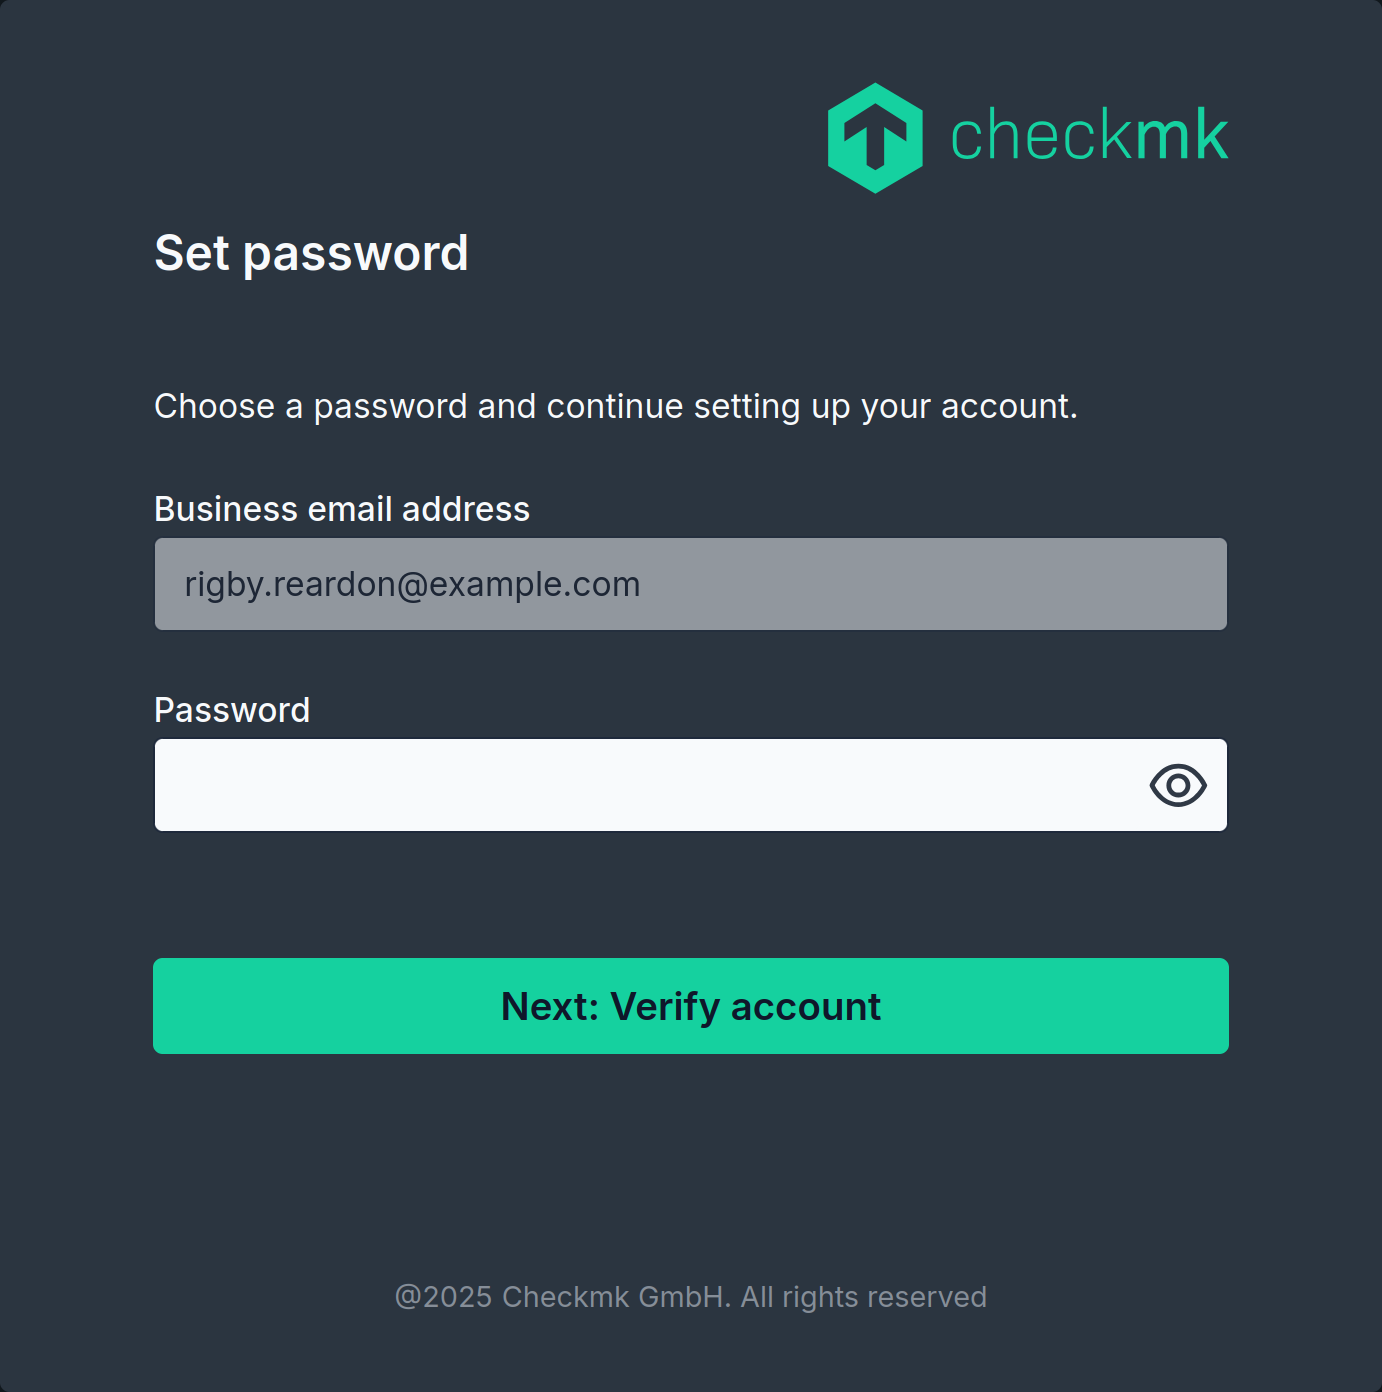 checkmk
Set password
Choose a password and continue setting up your account.
Business email address
rigby.reardon@example.com
Password
Next: Verify account
@2025 Checkmk GmbH. All rights reserved